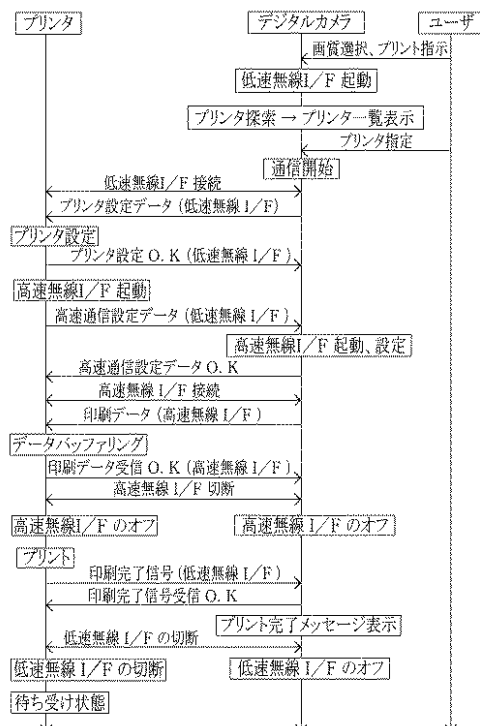 プリンタ
デジタルカメラ
ユーザ
画質選択、プリント指示
低速無線I/F 起動
プリンタ探索 → プリンタ一覧表示
プリンタ指定
通信開始
低速無線I/F 接続
プリンタ設定データ (低速無線 I/F)
プリンタ設定
プリンタ設定 O. K (低速無線 I/F)
高速無線I/F 起動
高速通信設定データ (低速無線 I/F)
高速無線I/F 起動、設定
高速通信設定データ O. K
高速無線 I/F 接続
印刷データ (高速無線 I/F)
データバッファリング
印刷データ受信 O. K (高速無線 I/F)
高速無線 I/F 切断
高速無線I/F のオフ
高速無線 I/F のオフ
プリント
印刷完了信号 (低速無線 I/F)
印刷完了信号受信 O. K
プリント完了メッセージ表示
低速無線 I/F の切断
低速無線 I/F の切断
低速無線 I/F のオフ
待ち受け状態